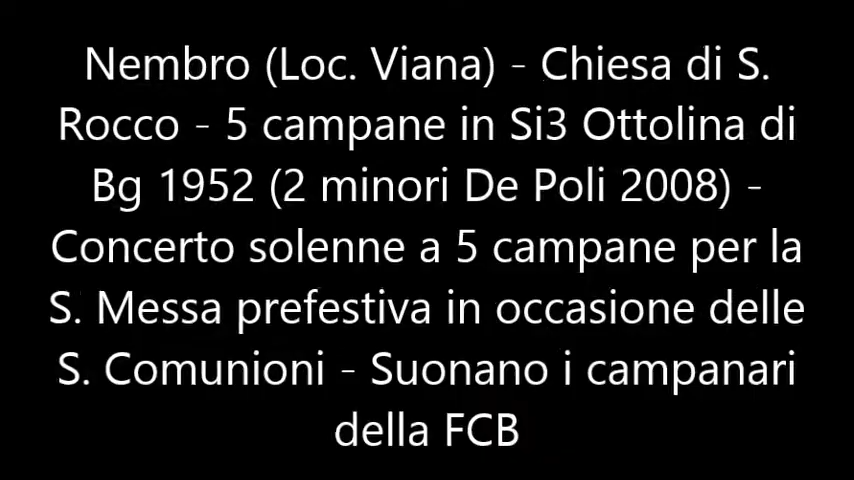 Nembro (Loc. Viana) - Chiesa di S.
Rocco - 5 campane in Si3 Ottolina di
Bg 1952 (2 minori De Poli 2008) -
Concerto solenne a 5 campane per la
S. Messa prefestiva in occasione delle
S. Comunioni - Suonano i campanari
della FCB